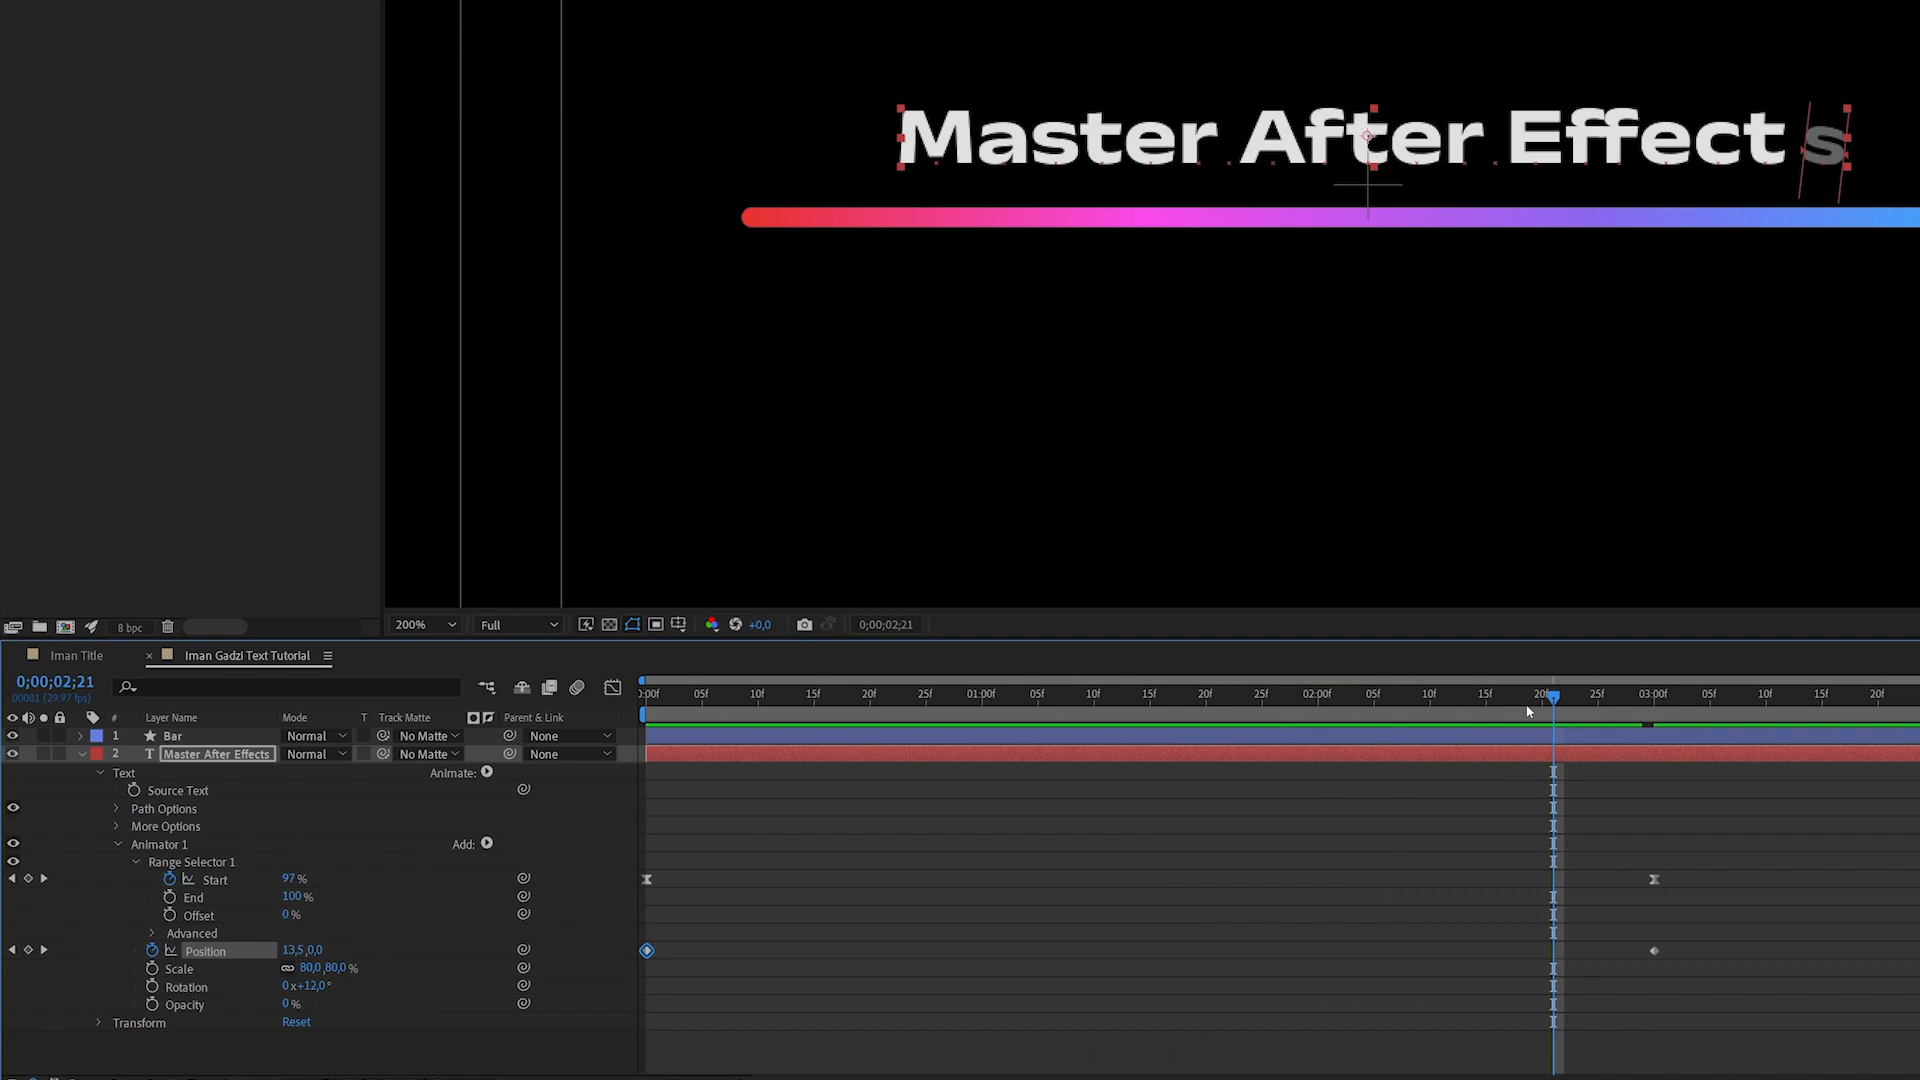 Master After Effects
8 bpc
200% Full +0,0 0;00;02;21
Iman Title × Iman Gadzi Text Tutorial
0;00;02;21
00081 (29.97 fps)
0:00f 05f 10f 15f 20f 25f 01:00f 05f 10f 15f 20f 25f 02:00f 05f 10f 15f 20f 25f 03:00f 05f 10f 15f 20f
# Layer Name Mode T Track Matte Parent & Link
1 Bar Normal No Matte None
2 T Master After Effects Normal No Matte None
Text Animate:
Source Text
Path Options
More Options
Animator 1 Add:
Range Selector 1
Start 97 %
End 100 %
Offset 0 %
Advanced
Position 13,5,0,0
Scale 80,0,80,0 %
Rotation 0x+12,0°
Opacity 0 %
Transform Reset